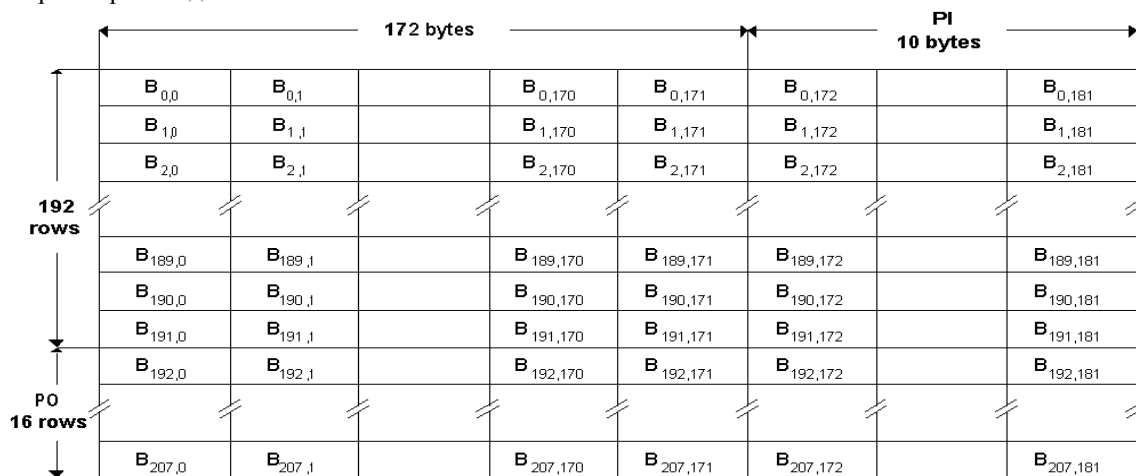 172 bytes PI
10 bytes
B0,0 B0,1 B0,170 B0,171 B0,172 B0,181
B1,0 B1,1 B1,170 B1,171 B1,172 B1,181
B2,0 B2,1 B2,170 B2,171 B2,172 B2,181
192
rows
B189,0 B189,1 B189,170 B189,171 B189,172 B189,181
B190,0 B190,1 B190,170 B190,171 B190,172 B190,181
B191,0 B191,1 B191,170 B191,171 B191,172 B191,181
B192,0 B192,1 B192,170 B192,171 B192,172 B192,181
PO
16 rows
B207,0 B207,1 B207,170 B207,171 B207,172 B207,181